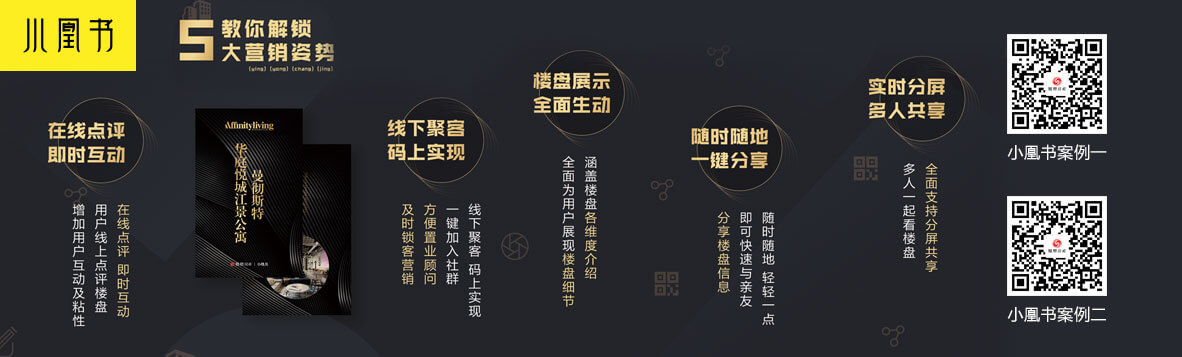 小凰书
5
教你解锁
大营销姿势
(ying) (yong) (chang) (jing)
在线点评
即时互动
在线点评 即时互动
用户线上点评楼盘
增加用户互动及粘性
Affinityliving
曼彻斯特
华庭悦城江景公寓
线下聚客
码上实现
线下聚客 码上实现
一键加入社群
方便置业顾问
及时锁客营销
楼盘展示
全面生动
涵盖楼盘各维度介绍
全面为用户展现楼盘细节
随时随地
一键分享
随时随地 轻轻一点
即可快速与亲友
分享楼盘信息
实时分屏
多人共享
全面支持分屏共享
多人一起看楼盘
小凰书案例一
小凰书案例二